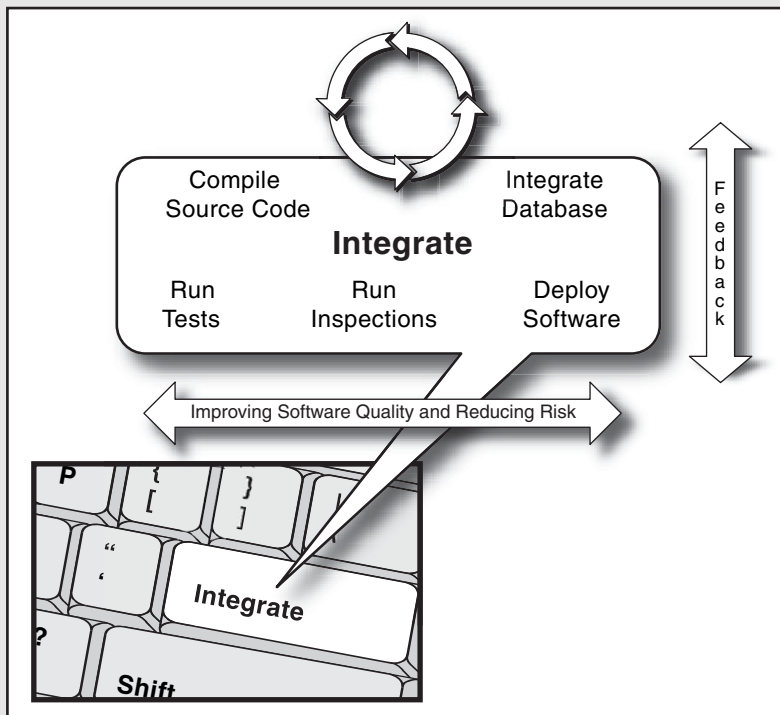 Compile
Source Code
Integrate
Database
Integrate
Run
Tests
Run
Inspections
Deploy
Software
Feedback
Improving Software Quality and Reducing Risk
P
{
[
}
]
“
‘
Integrate
?
Shift